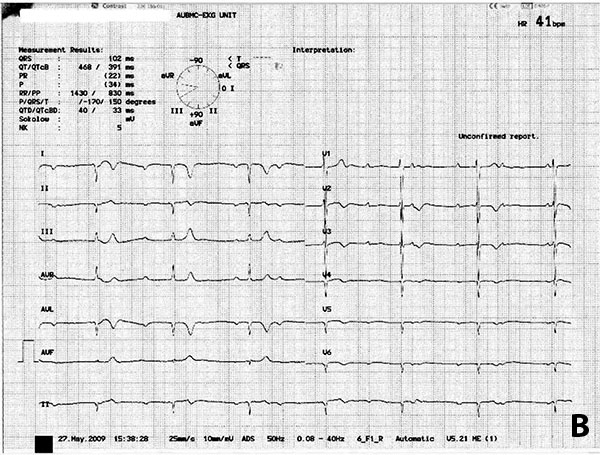 Contrast
AUBMC-EKG UNIT
HR 41 bpm
Measurement Results:
QRS : 102 ms
QT/QTcB : 468 / 391 ms
PR : (22) ms
P : (34) ms
RR/PP : 1430 / 830 ms
P/QRS/T : /-170/ 150 degrees
QTD/QTcBD: 40 / 33 ms
Sokolow : mV
NK : 5
-90
aVR
aVL
0 I
III
II
+90
aVF
< T
< QRS
Interpretation:
Unconfirmed report.
I
II
III
AVR
AVL
AVF
II
V1
V2
V3
V4
V5
V6
B
27.May.2009 15:38:28 25mm/s 10mm/mV ADS 50Hz 0.08 - 40Hz 6_F1_R Automatic V5.21 ME (1)